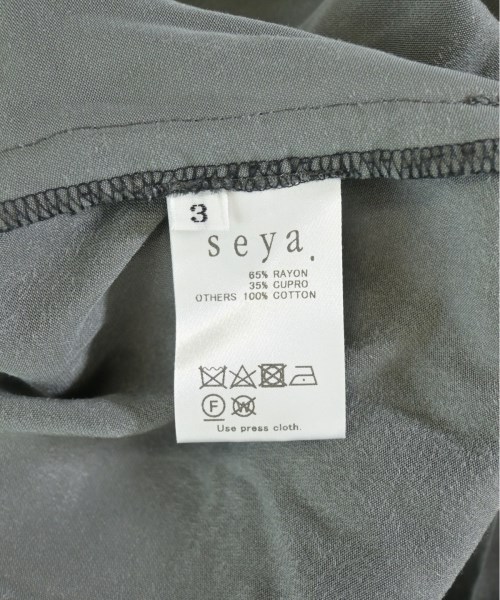 3
seya.
65% RAYON
35% CUPRO
OTHERS 100% COTTON
F W
Use press cloth.